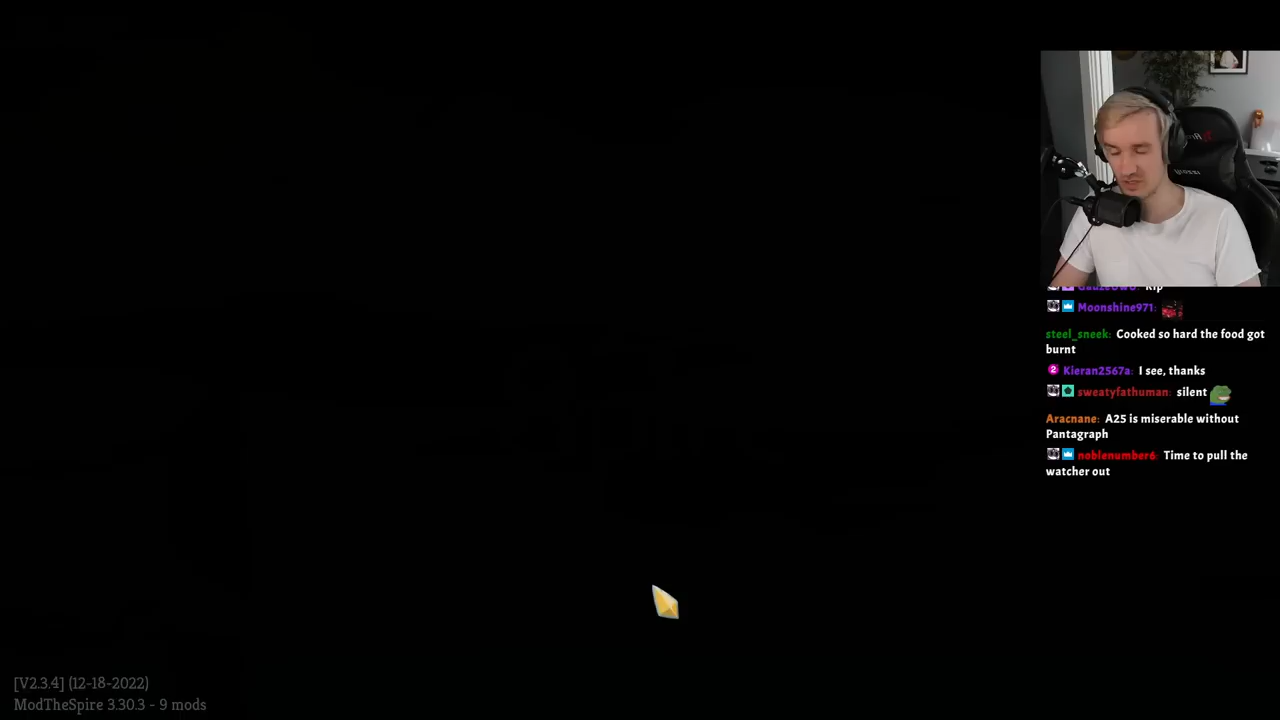 Moonshine971:
steel_sneek: Cooked so hard the food got
burnt
Kieran2567a: I see, thanks
sweatyfathuman: silent
Aracnane: A25 is miserable without
Pantagraph
noblenumber6: Time to pull the
watcher out
[V2.3.4] (12-18-2022)
ModTheSpire 3.30.3 - 9 mods